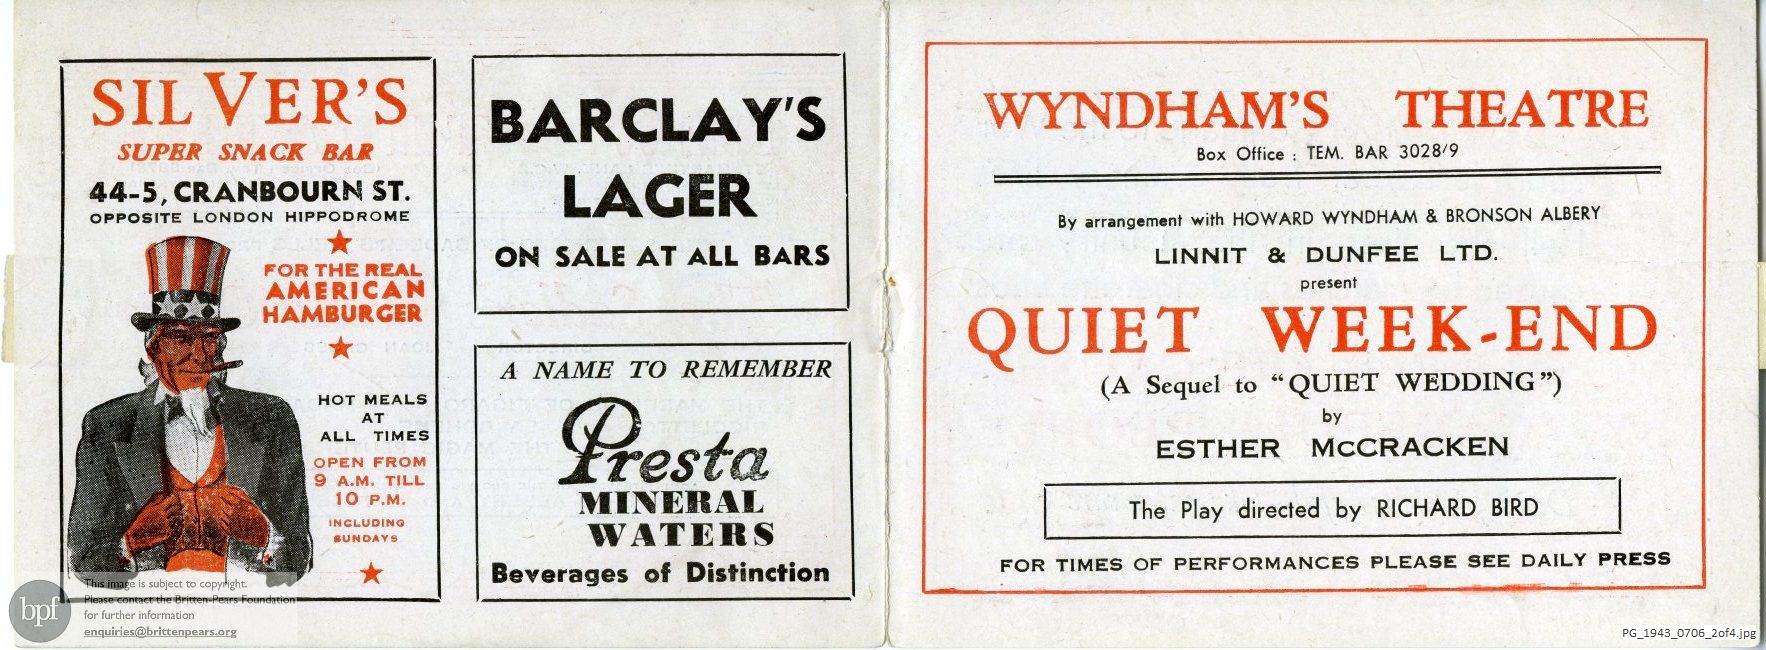 SILVER'S
SUPER SNACK BAR
44-5, CRANBOURN ST.
OPPOSITE LONDON HIPPODROME
FOR THE REAL
AMERICAN
HAMBURGER
HOT MEALS
AT
ALL TIMES
OPEN FROM
9 A.M. TILL
10 P.M.
INCLUDING
SUNDAYS
BARCLAY'S
LAGER
ON SALE AT ALL BARS
A NAME TO REMEMBER
Presta
MINERAL
WATERS
Beverages of Distinction
WYNDHAM'S THEATRE
Box Office : TEM. BAR 3028/9
By arrangement with HOWARD WYNDHAM & BRONSON ALBERY
LINNIT & DUNFEE LTD.
present
QUIET WEEK-END
(A Sequel to "QUIET WEDDING")
by
ESTHER McCRACKEN
The Play directed by RICHARD BIRD
FOR TIMES OF PERFORMANCES PLEASE SEE DAILY PRESS
bpf
This image is subject to copyright.
Please contact the Britten-Pears Foundation
for further information
enquiries@brittenpears.org
PG_1943_0706_2of4.jpg